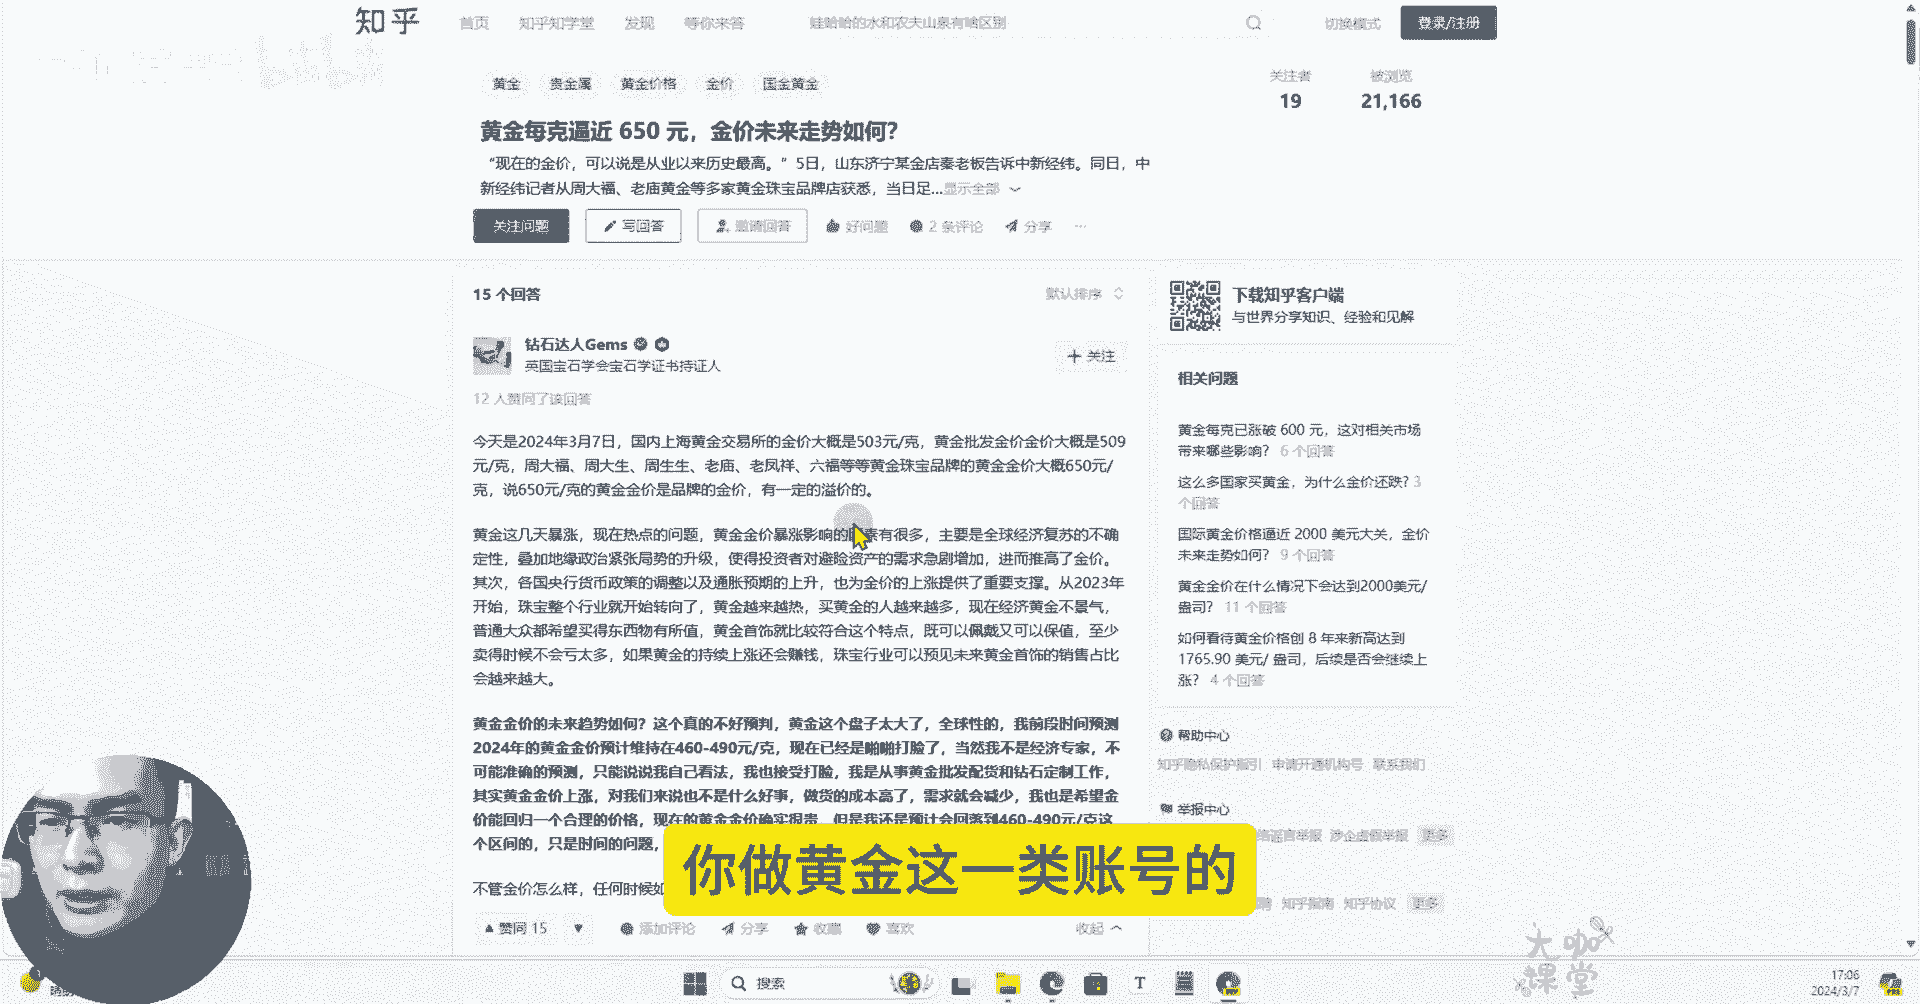 知乎 首页 知乎知学堂 发现 等你来答 娃哈哈的水和农夫山泉有啥区别 切换模式 登录/注册
bilibili
黄金 贵金属 黄金价格 金价 国金黄金
关注者 被浏览
19 21,166
黄金每克逼近 650 元，金价未来走势如何？
“现在的金价，可以说是从业以来历史最高。”5日，山东济宁某金店秦老板告诉中新经纬。同日，中
新经纬记者从周大福、老庙黄金等多家黄金珠宝品牌店获悉，当日足...显示全部
关注问题 写回答 邀请回答 好问题 2 条评论 分享 ...
15 个回答 默认排序
钻石达人Gems
英国宝石学会宝石学证书持证人
+ 关注
12 人赞同了该回答
今天是2024年3月7日，国内上海黄金交易所的金价大概是503元/克，黄金批发金价金价大概是509
元/克，周大福、周大生、周生生、老庙、老凤祥、六福等等黄金珠宝品牌的黄金金价大概650元/
克，说650元/克的黄金金价是品牌的金价，有一定的溢价的。
黄金这几天暴涨，现在热点的问题，黄金金价暴涨影响的因素有很多，主要是全球经济复苏的不确
定性，叠加地缘政治紧张局势的升级，使得投资者对避险资产的需求急剧增加，进而推高了金价。
其次，各国央行货币政策的调整以及通胀预期的上升，也为金价的上涨提供了重要支撑。从2023年
开始，珠宝整个行业就开始转向了，黄金越来越热，买黄金的人越来越多，现在经济黄金不景气，
普通大众都希望买得东西物有所值，黄金首饰就比较符合这个特点，既可以佩戴又可以保值，至少
卖得时候不会亏太多，如果黄金的持续上涨还会赚钱，珠宝行业可以预见未来黄金首饰的销售占比
会越来越大。
黄金金价的未来趋势如何？这个真的不好预判，黄金这个盘子太大了，全球性的，我前段时间预测
2024年的黄金金价预计维持在460-490元/克，现在已经是啪啪打脸了，当然我不是经济专家，不
可能准确的预测，只能说说我自己看法，我也接受打脸，我是从事黄金批发配货和钻石定制工作，
其实黄金金价上涨，对我们来说也不是什么好事，做货的成本高了，需求就会减少，我也是希望金
价能回归一个合理的价格，现在的黄金金价确实很贵，但是我还是预计会回落到460-490元/克这
个区间的，只是时间的问题，
不管金价怎么样，任何时候如
赞同 15 添加评论 分享 收藏 喜欢 收起
下载知乎客户端
与世界分享知识、经验和见解
相关问题
黄金每克已涨破 600 元，这对相关市场
带来哪些影响？ 6 个回答
这么多国家买黄金，为什么金价还跌？ 3
个回答
国际黄金价格逼近 2000 美元大关，金价
未来走势如何？ 9 个回答
黄金金价在什么情况下会达到2000美元/
盎司？ 11 个回答
如何看待黄金价格创 8 年来新高达到
1765.90 美元/ 盎司，后续是否会继续上
涨？ 4 个回答
帮助中心
知乎隐私保护指引 申请开通机构号 联系我们
举报中心
涉企虚假举报 更多
知乎指南 知乎协议 更多
你做黄金这一类账号的
大咖
课堂
搜索
17:06
2024/3/7